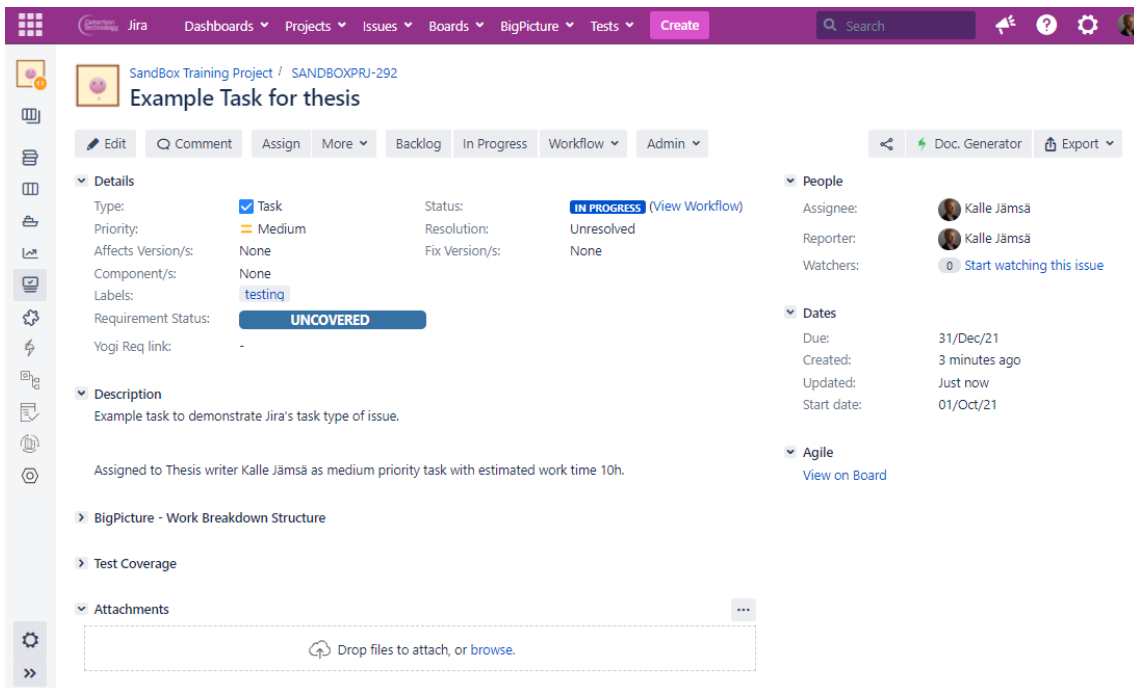 Detection Technology Jira Dashboards Projects Issues Boards BigPicture Tests Create Search
SandBox Training Project / SANDBOXPRJ-292
Example Task for thesis
Edit Comment Assign More Backlog In Progress Workflow Admin Doc. Generator Export
Details
Type: Task Status: IN PROGRESS (View Workflow)
Priority: Medium Resolution: Unresolved
Affects Version/s: None Fix Version/s: None
Component/s: None
Labels: testing
Requirement Status: UNCOVERED
Yogi Req link: -
Description
Example task to demonstrate Jira's task type of issue.
Assigned to Thesis writer Kalle Jämsä as medium priority task with estimated work time 10h.
BigPicture - Work Breakdown Structure
Test Coverage
Attachments
Drop files to attach, or browse.
People
Assignee: Kalle Jämsä
Reporter: Kalle Jämsä
Watchers: 0 Start watching this issue
Dates
Due: 31/Dec/21
Created: 3 minutes ago
Updated: Just now
Start date: 01/Oct/21
Agile
View on Board